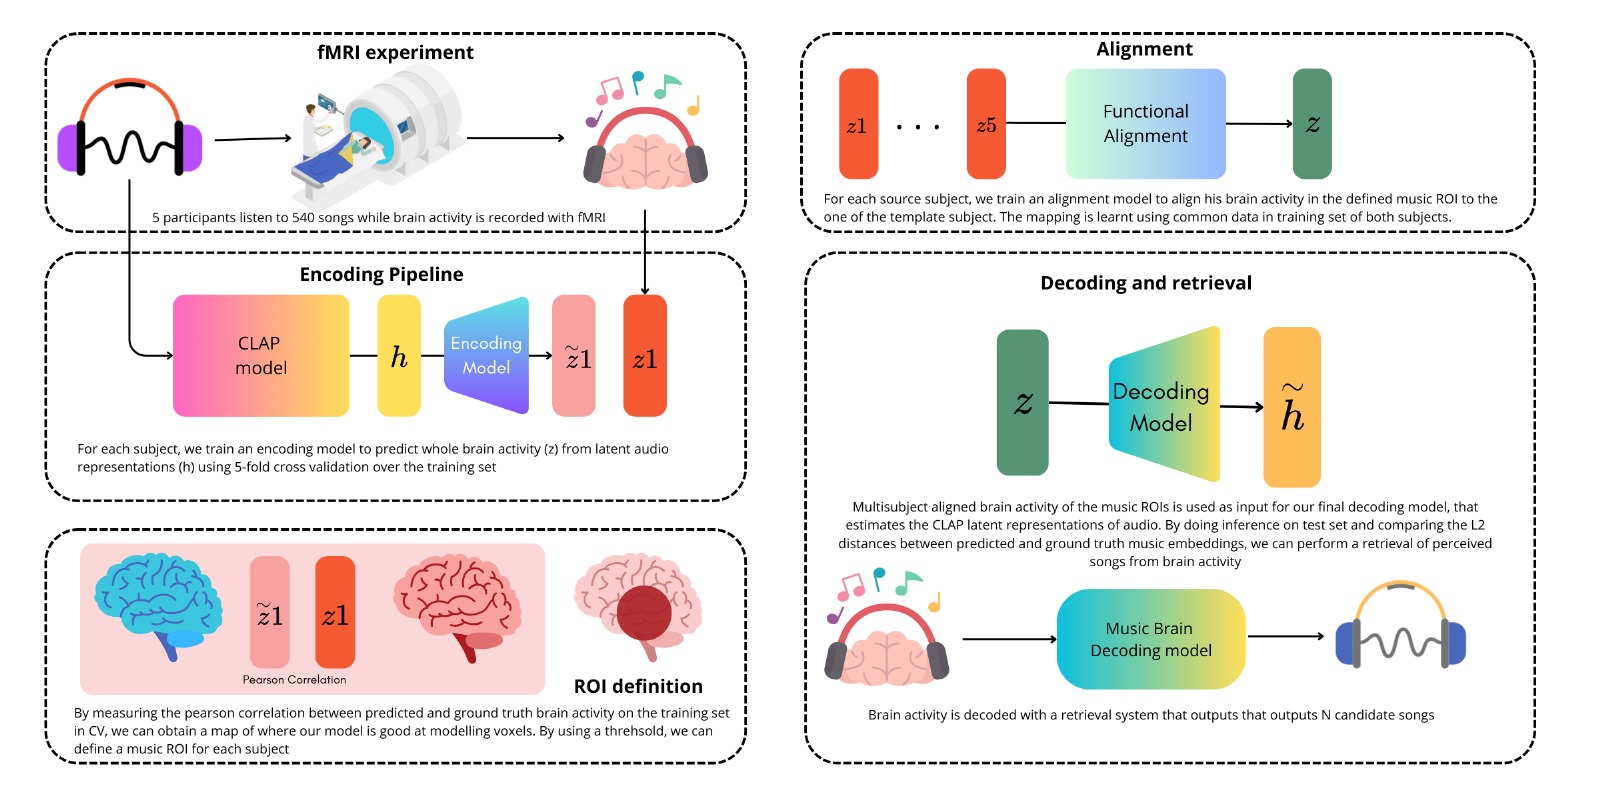 fMRI experiment
5 participants listen to 540 songs while brain activity is recorded with fMRI
Encoding Pipeline
CLAP
model
h
Encoding
Model
z̃1
z1
For each subject, we train an encoding model to predict whole brain activity (z) from latent audio
representations (h) using 5-fold cross validation over the training set
z̃1
z1
Pearson Correlation
ROI definition
By measuring the pearson correlation between predicted and ground truth brain activity on the training set
in CV, we can obtain a map of where our model is good at modelling voxels. By using a threhsold, we can
define a music ROI for each subject
Alignment
z1
. . .
z5
Functional
Alignment
z
For each source subject, we train an alignment model to align his brain activity in the defined music ROI to the
one of the template subject. The mapping is learnt using common data in training set of both subjects.
Decoding and retrieval
z
Decoding
Model
h̃
Multisubject aligned brain activity of the music ROIs is used as input for our final decoding model, that
estimates the CLAP latent representations of audio. By doing inference on test set and comparing the L2
distances between predicted and ground truth music embeddings, we can perform a retrieval of perceived
songs from brain activity
Music Brain
Decoding model
Brain activity is decoded with a retrieval system that outputs that outputs N candidate songs